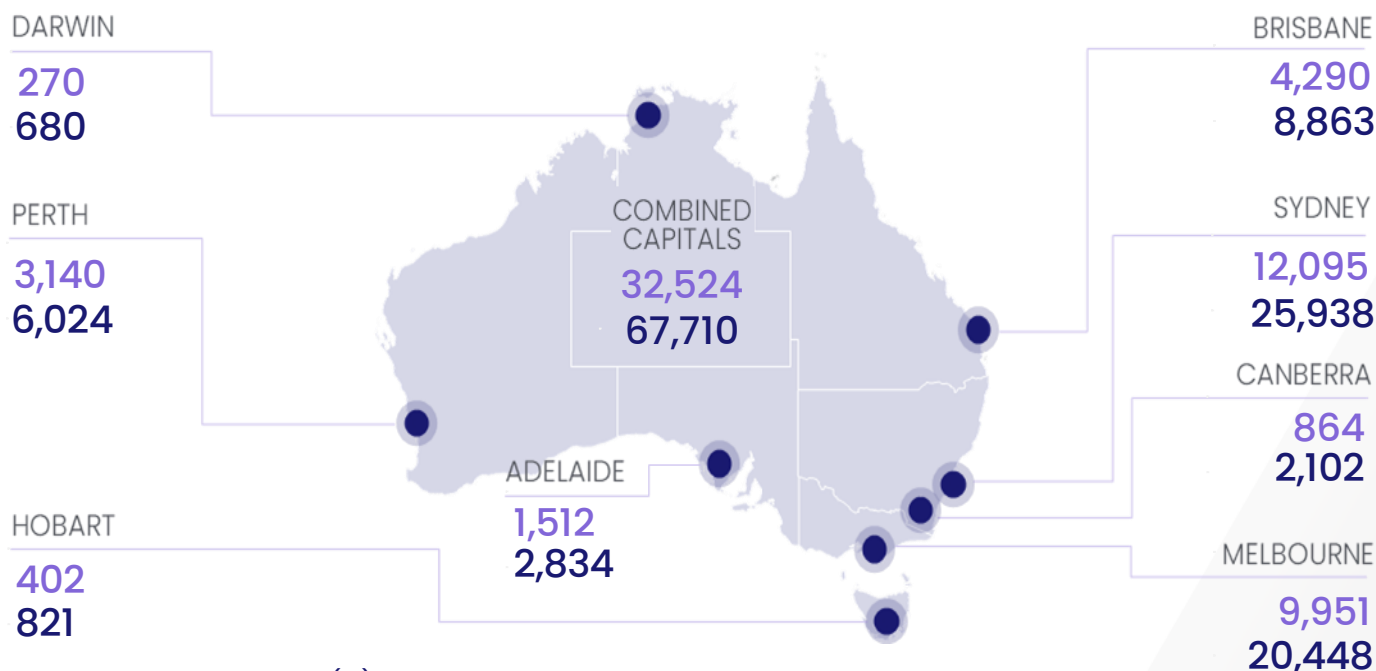 DARWIN
270
680
PERTH
3,140
6,024
HOBART
402
821
COMBINED
CAPITALS
32,524
67,710
ADELAIDE
1,512
2,834
BRISBANE
4,290
8,863
SYDNEY
12,095
25,938
CANBERRA
864
2,102
MELBOURNE
9,951
20,448